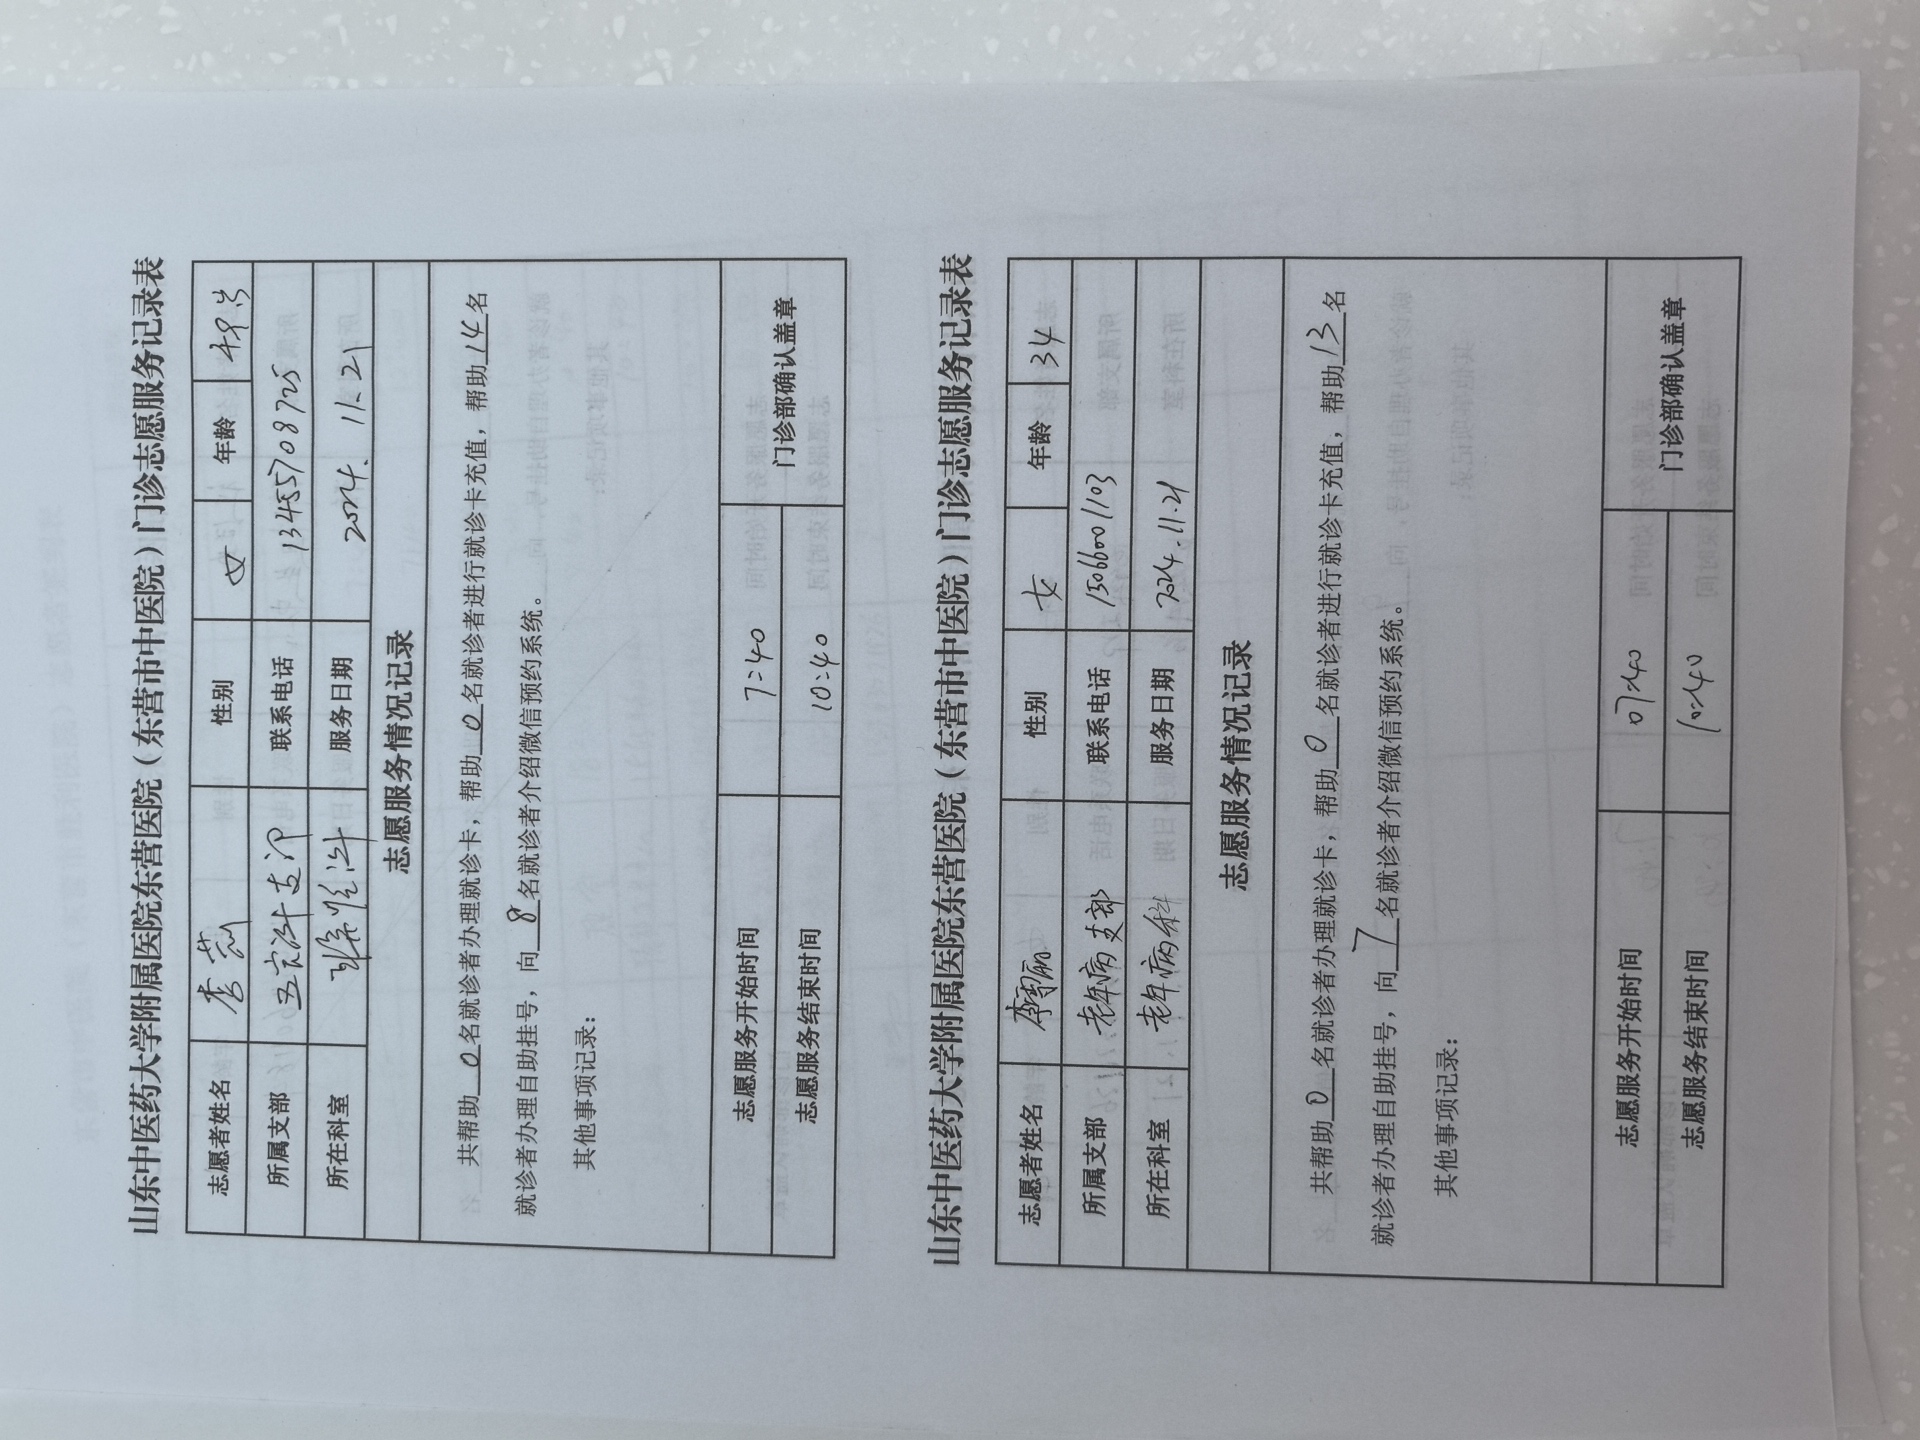 山东中医药大学附属医院东营医院（东营市中医院）门诊志愿服务记录表
志愿者姓名 李莉 性别 女 年龄 48岁
所属支部 联系电话 13455708725
所在科室 服务日期 2024.11.21
志愿服务情况记录
共帮助 0 名就诊者办理就诊卡，帮助 0 名就诊者进行就诊卡充值，帮助 14 名
就诊者办理自助挂号，向 8 名就诊者介绍微信预约系统。
其他事项记录：
志愿服务开始时间 7:40 门诊部确认盖章
志愿服务结束时间 10:40
山东中医药大学附属医院东营医院（东营市中医院）门诊志愿服务记录表
志愿者姓名 性别 女 年龄 34
所属支部 老年病支部 联系电话 15066001103
所在科室 老年病科 服务日期 2024.11.21
志愿服务情况记录
共帮助 0 名就诊者办理就诊卡，帮助 0 名就诊者进行就诊卡充值，帮助 13 名
就诊者办理自助挂号，向 7 名就诊者介绍微信预约系统。
其他事项记录：
志愿服务开始时间 07:40 门诊部确认盖章
志愿服务结束时间 10:40